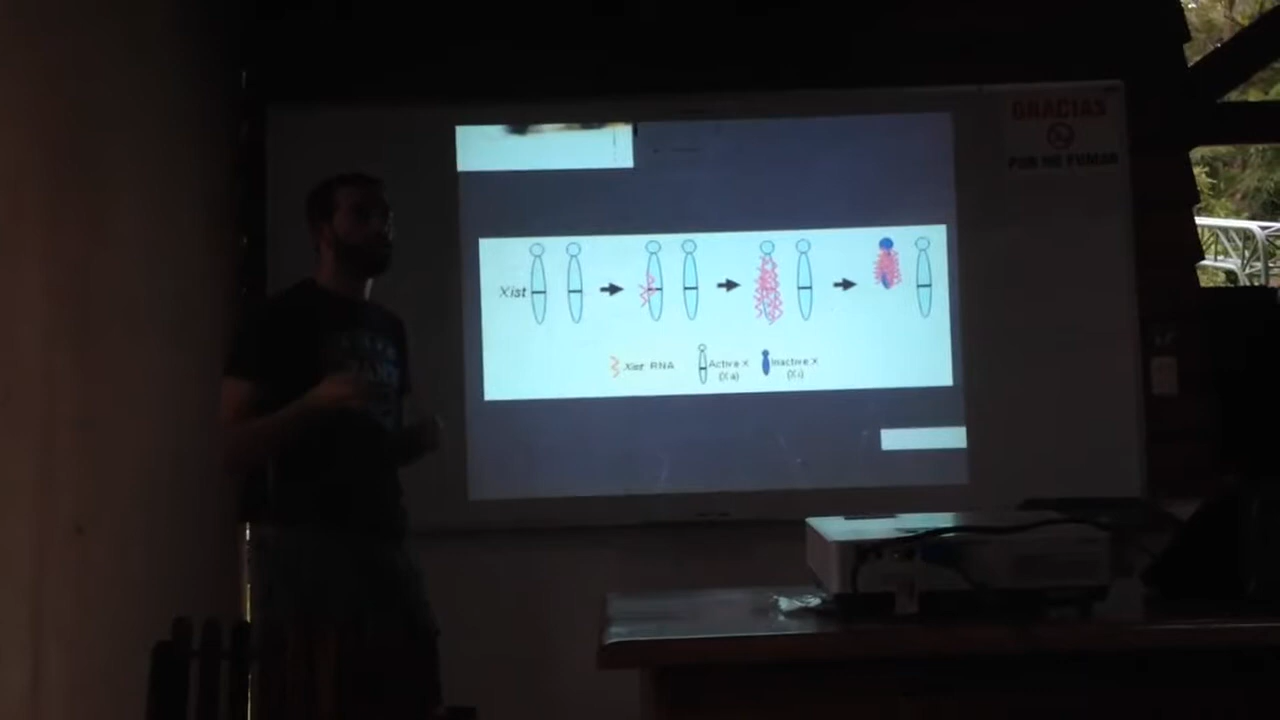 GRACIAS
POR NO FUMAR
Xist
Xist RNA
Active X
(Xa)
Inactive X
(Xi)